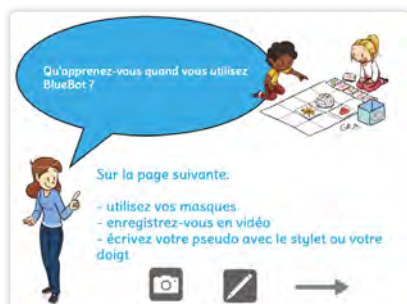 Qu'apprenez-vous quand vous utilisez
BlueBot ?
Sur la page suivante:
- utilisez vos masques
- enregistrez-vous en vidéo
- écrivez votre pseudo avec le stylet ou votre
doigt